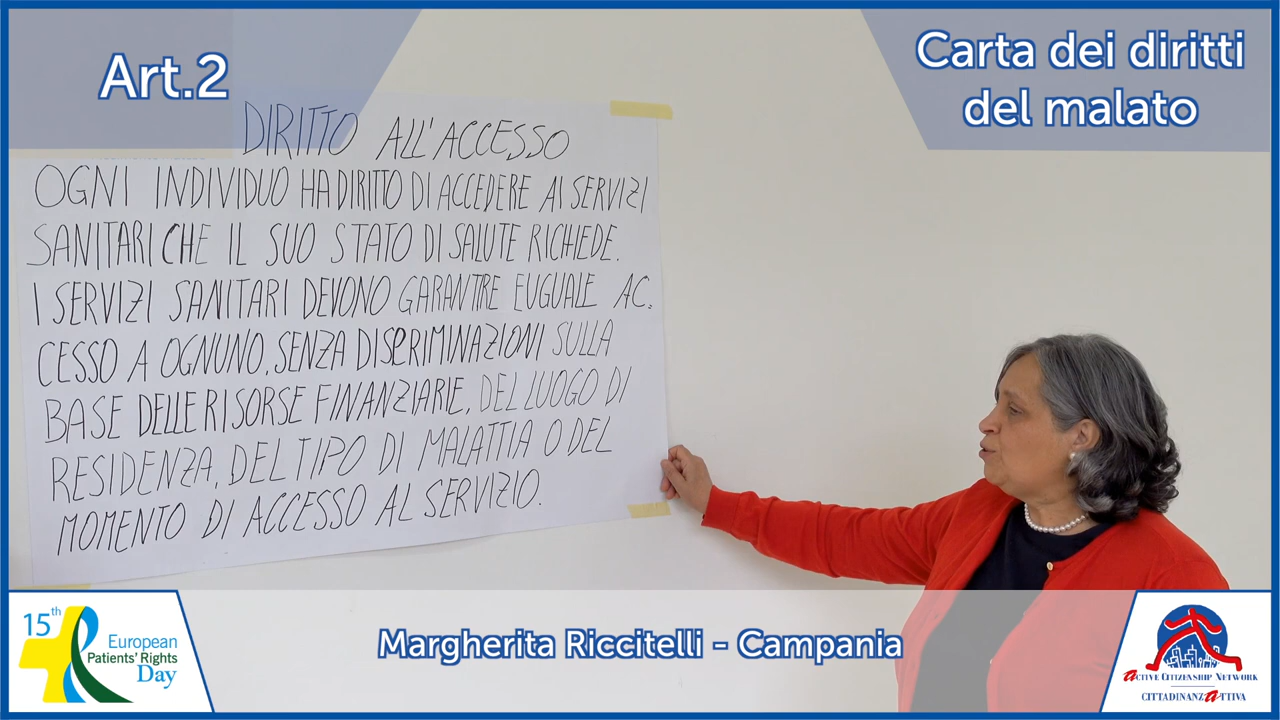 Art.2
Carta dei diritti
del malato
DIRITTO ALL'ACCESSO
OGNI INDIVIDUO HA DIRITTO DI ACCEDERE AI SERVIZI
SANITARI CHE IL SUO STATO DI SALUTE RICHIEDE.
I SERVIZI SANITARI DEVONO GARANTIRE EUGUALE AC.
CESSO A OGNUNO, SENZA DISCRIMINAZIONI SULLA
BASE DELLE RISORSE FINANZIARIE, DEL LUOGO DI
RESIDENZA, DEL TIPO DI MALATTIA O DEL
MOMENTO DI ACCESSO AL SERVIZIO.
15th
European
Patients' Rights
Day
Margherita Riccitelli - Campania
ACTIVE CITIZENSHIP NETWORK
CITTADINANZATTIVA